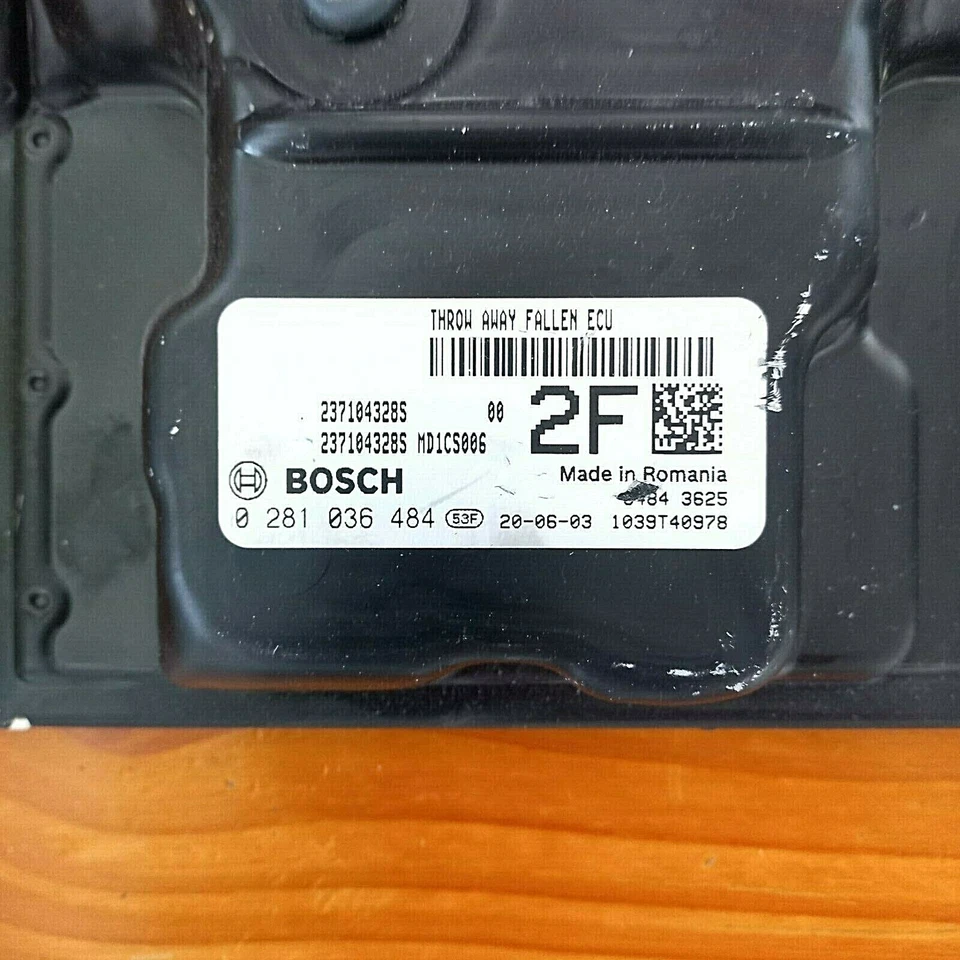 THROW AWAY FALLEN ECU
237104328S 00
237104328S MD1CS006
2F
Made in Romania
BOSCH
3625
0 281 036 484 53F 20-06-03 1039T40978